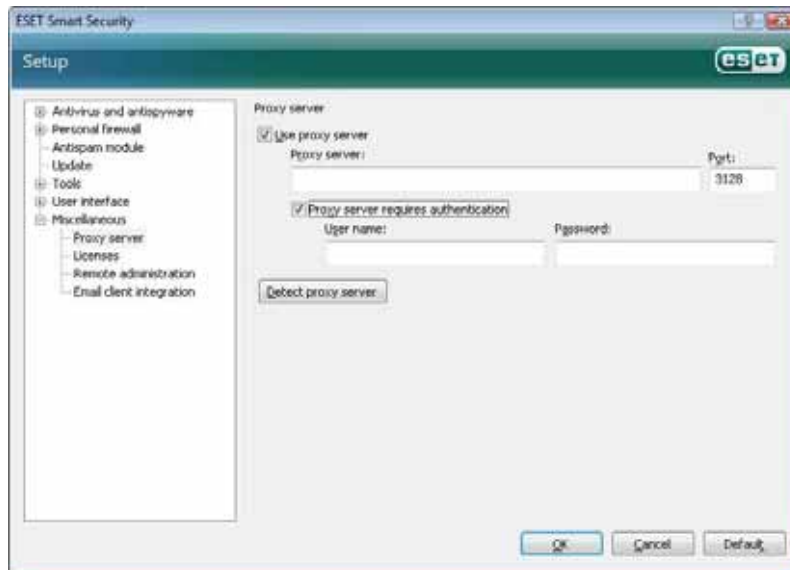 ESET Smart Security
Setup
eset
Antivirus and antispyware
Personal firewall
Antispam module
Update
Tools
User interface
Miscellaneous
Proxy server
Licenses
Remote administration
Email client integration
Proxy server
Use proxy server
Proxy server:
Port:
3128
Proxy server requires authentication
User name:
Password:
Detect proxy server
OK
Cancel
Default